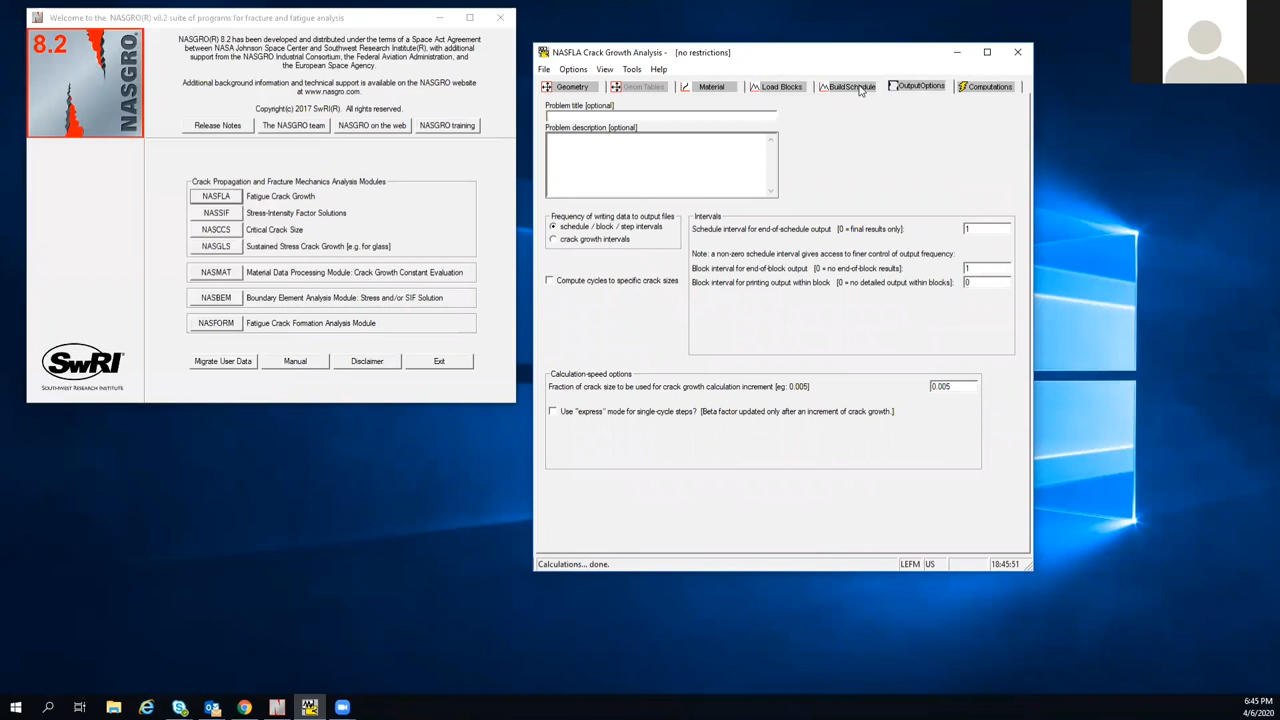 Welcome to the NASGRO(R) v8.2 suite of programs for fracture and fatigue analysis
8.2
NASGRO
NASGRO(R) 8.2 has been developed and distributed under the terms of a Space Act Agreement
between NASA Johnson Space Center and Southwest Research Institute(R), with additional
support from the NASGRO Industrial Consortium, the Federal Aviation Administration, and
the European Space Agency.
Additional background information and technical support is available on the NASGRO website
at www.nasgro.com.
Copyright(c) 2017 SwRI(R). All rights reserved.
Release Notes
The NASGRO team
NASGRO on the web
NASGRO training
Crack Propagation and Fracture Mechanics Analysis Modules
NASFLA Fatigue Crack Growth
NASSIF Stress-Intensity Factor Solutions
NASCCS Critical Crack Size
NASGLS Sustained Stress Crack Growth [e.g. for glass]
NASMAT Material Data Processing Module: Crack Growth Constant Evaluation
NASBEM Boundary Element Analysis Module: Stress and/or SIF Solution
NASFORM Fatigue Crack Formation Analysis Module
SwRI
SOUTHWEST RESEARCH INSTITUTE
Migrate User Data
Manual
Disclaimer
Exit
NASFLA Crack Growth Analysis - [no restrictions]
File Options View Tools Help
Geometry
Geom Tables
Material
Load Blocks
BuildSchedule
OutputOptions
Computations
Problem title [optional]
Problem description [optional]
Frequency of writing data to output files
schedule / block / step intervals
crack growth intervals
Compute cycles to specific crack sizes
Intervals
Schedule interval for end-of-schedule output [0 = final results only]: 1
Note: a non-zero schedule interval gives access to finer control of output frequency:
Block interval for end-of-block output [0 = no end-of-block results]: 1
Block interval for printing output within block [0 = no detailed output within blocks]: 0
Calculation-speed options
Fraction of crack size to be used for crack growth calculation increment [eg: 0.005] 0.005
Use "express" mode for single-cycle steps? [Beta factor updated only after an increment of crack growth.]
Calculations... done.
LEFM
US
18:45:51
6:45 PM
4/6/2020